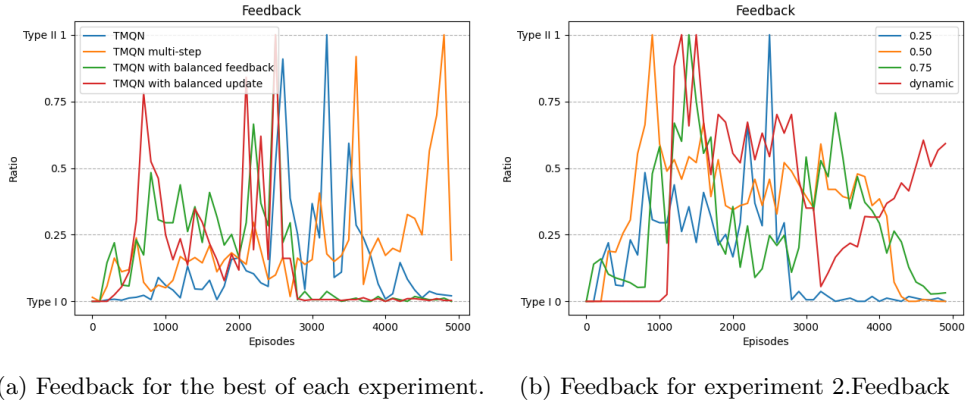 Feedback
Type II 1
0.75
0.5
0.25
Type I 0
Ratio
TMQN
TMQN multi-step
TMQN with balanced feedback
TMQN with balanced update
0
1000
2000
3000
4000
5000
Episodes
Feedback
Type II 1
0.75
0.5
0.25
Type I 0
Ratio
0.25
0.50
0.75
dynamic
0
1000
2000
3000
4000
5000
Episodes
a) Feedback for the best of each experiment.
(b) Feedback for experiment 2.Feedback